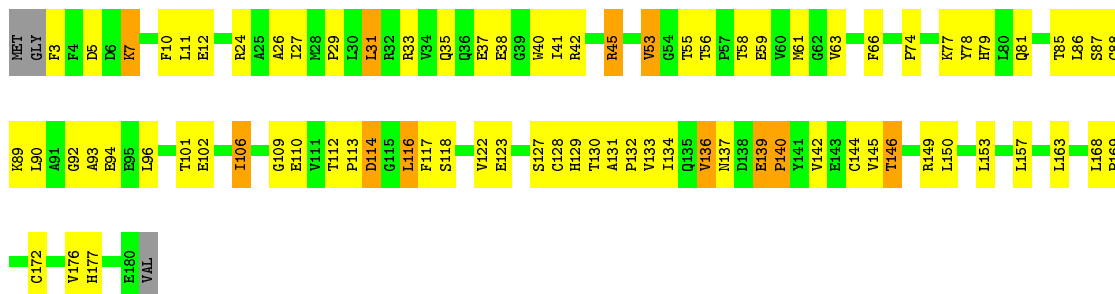 MET GLY F3 F4 D5 D6 K7 F10 L11 E12 R24 A25 A26 I27 M28 P29 L30 L31 R32 R33 V34 Q35 Q36 E37 E38 G39 W40 I41 R42 R45 V53 G54 T55 T56 P57 T58 E59 V60 M61 G62 V63 F66 P74 K77 Y78 H79 L80 Q81 T85 L86 S87
K89 L90 A91 G92 A93 E94 E95 L96 T101 E102 I106 G109 E110 V111 T112 P113 D114 G115 L116 F117 S118 V122 E123 S127 C128 H129 T130 A131 P132 V133 I134 Q135 V136 N137 D138 E139 P140 Y141 V142 E143 C144 V145 T146 R149 L150 L153 L157 L163 L168
C172 V176 H177 E180 VAL